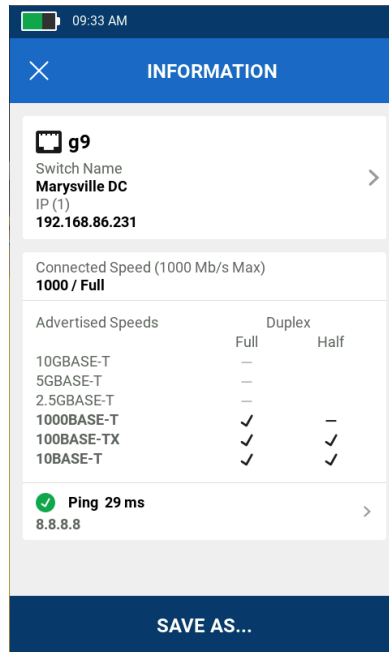 09:33 AM
INFORMATION
g9
Switch Name
Marysville DC
IP (1)
192.168.86.231
Connected Speed (1000 Mb/s Max)
1000 / Full
Advertised Speeds Duplex
Full Half
10GBASE-T —
5GBASE-T —
2.5GBASE-T —
1000BASE-T ✓ —
100BASE-TX ✓ ✓
10BASE-T ✓ ✓
Ping 29 ms
8.8.8.8
SAVE AS...